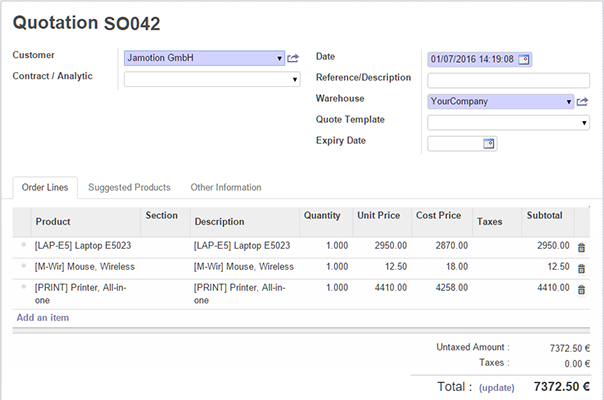 Quotation SO042
Customer Jamotion GmbH
Contract / Analytic
Date 01/07/2016 14:19:08
Reference/Description
Warehouse YourCompany
Quote Template
Expiry Date
Order Lines Suggested Products Other Information
Product Section Description Quantity Unit Price Cost Price Taxes Subtotal
[LAP-E5] Laptop E5023 [LAP-E5] Laptop E5023 1.000 2950.00 2870.00 2950.00
[M-Wir] Mouse, Wireless [M-Wir] Mouse, Wireless 1.000 12.50 18.00 12.50
[PRINT] Printer, All-in- [PRINT] Printer, All-in- 1.000 4410.00 4258.00 4410.00
one one
Add an item
Untaxed Amount : 7372.50 €
Taxes : 0.00 €
Total : (update) 7372.50 €